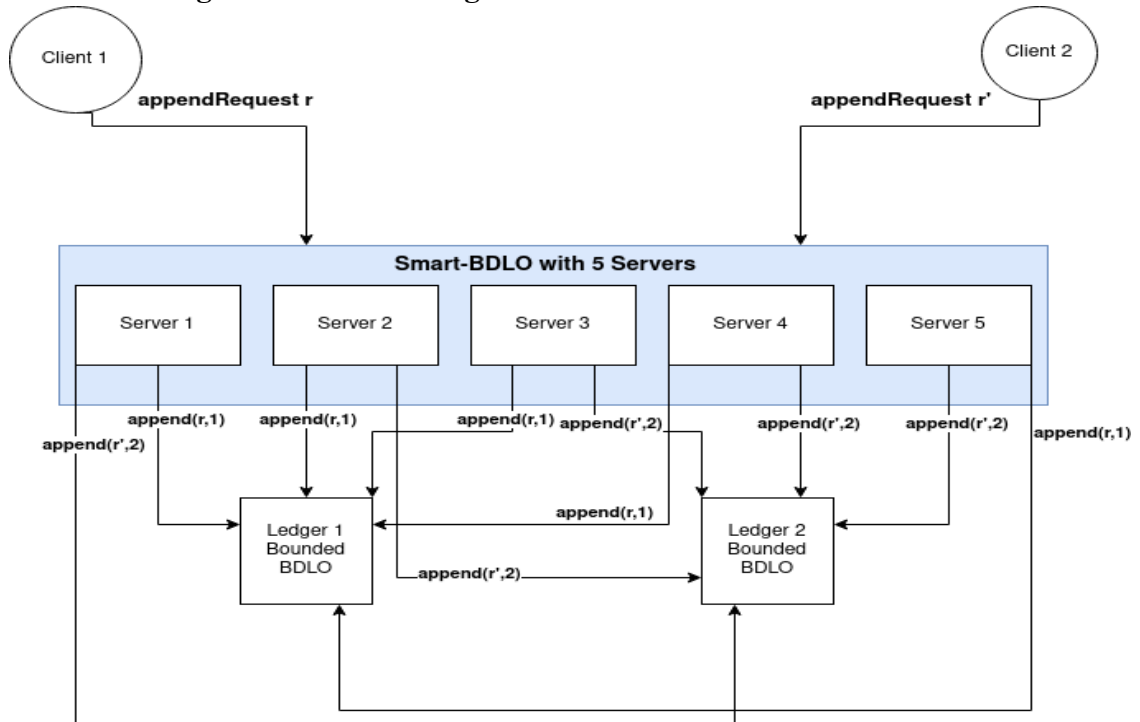 Client 1
Client 2
appendRequest r
appendRequest r'
Smart-BDLO with 5 Servers
Server 1
Server 2
Server 3
Server 4
Server 5
append(r,1)
append(r,1)
append(r,1)
append(r',2)
append(r',2)
append(r',2)
append(r,1)
append(r',2)
append(r,1)
Ledger 1
Bounded
BDLO
Ledger 2
Bounded
BDLO
append(r',2)